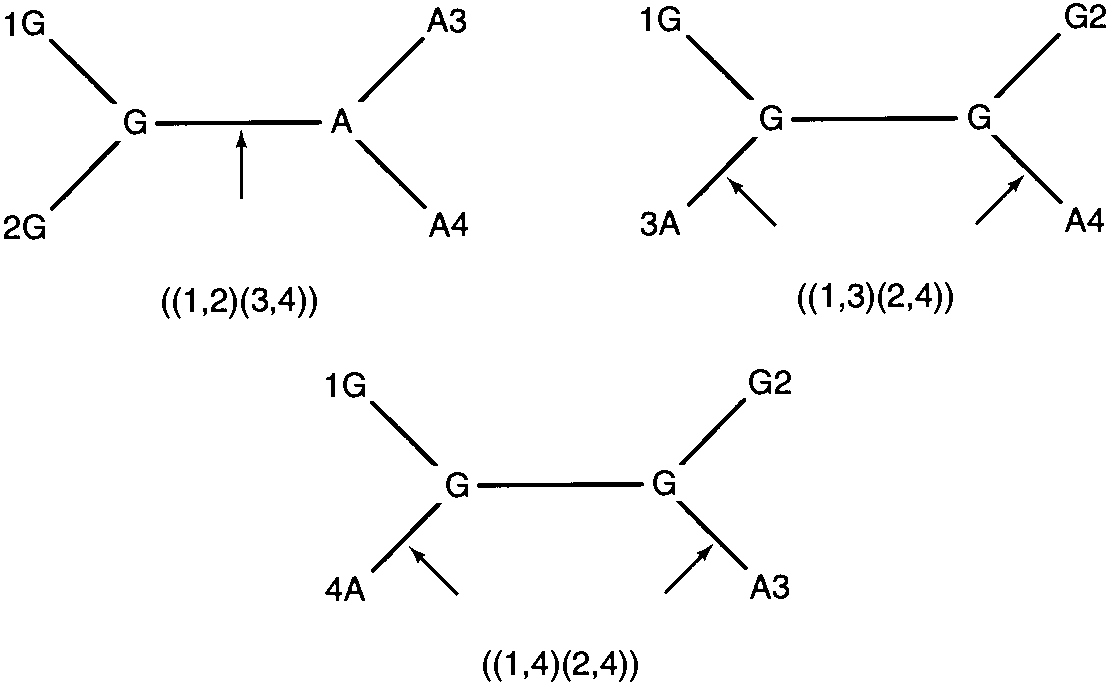 1G A3
G A
2G A4
((1,2)(3,4))
1G G2
G G
3A A4
((1,3)(2,4))
1G G2
G G
4A A3
((1,4)(2,4))